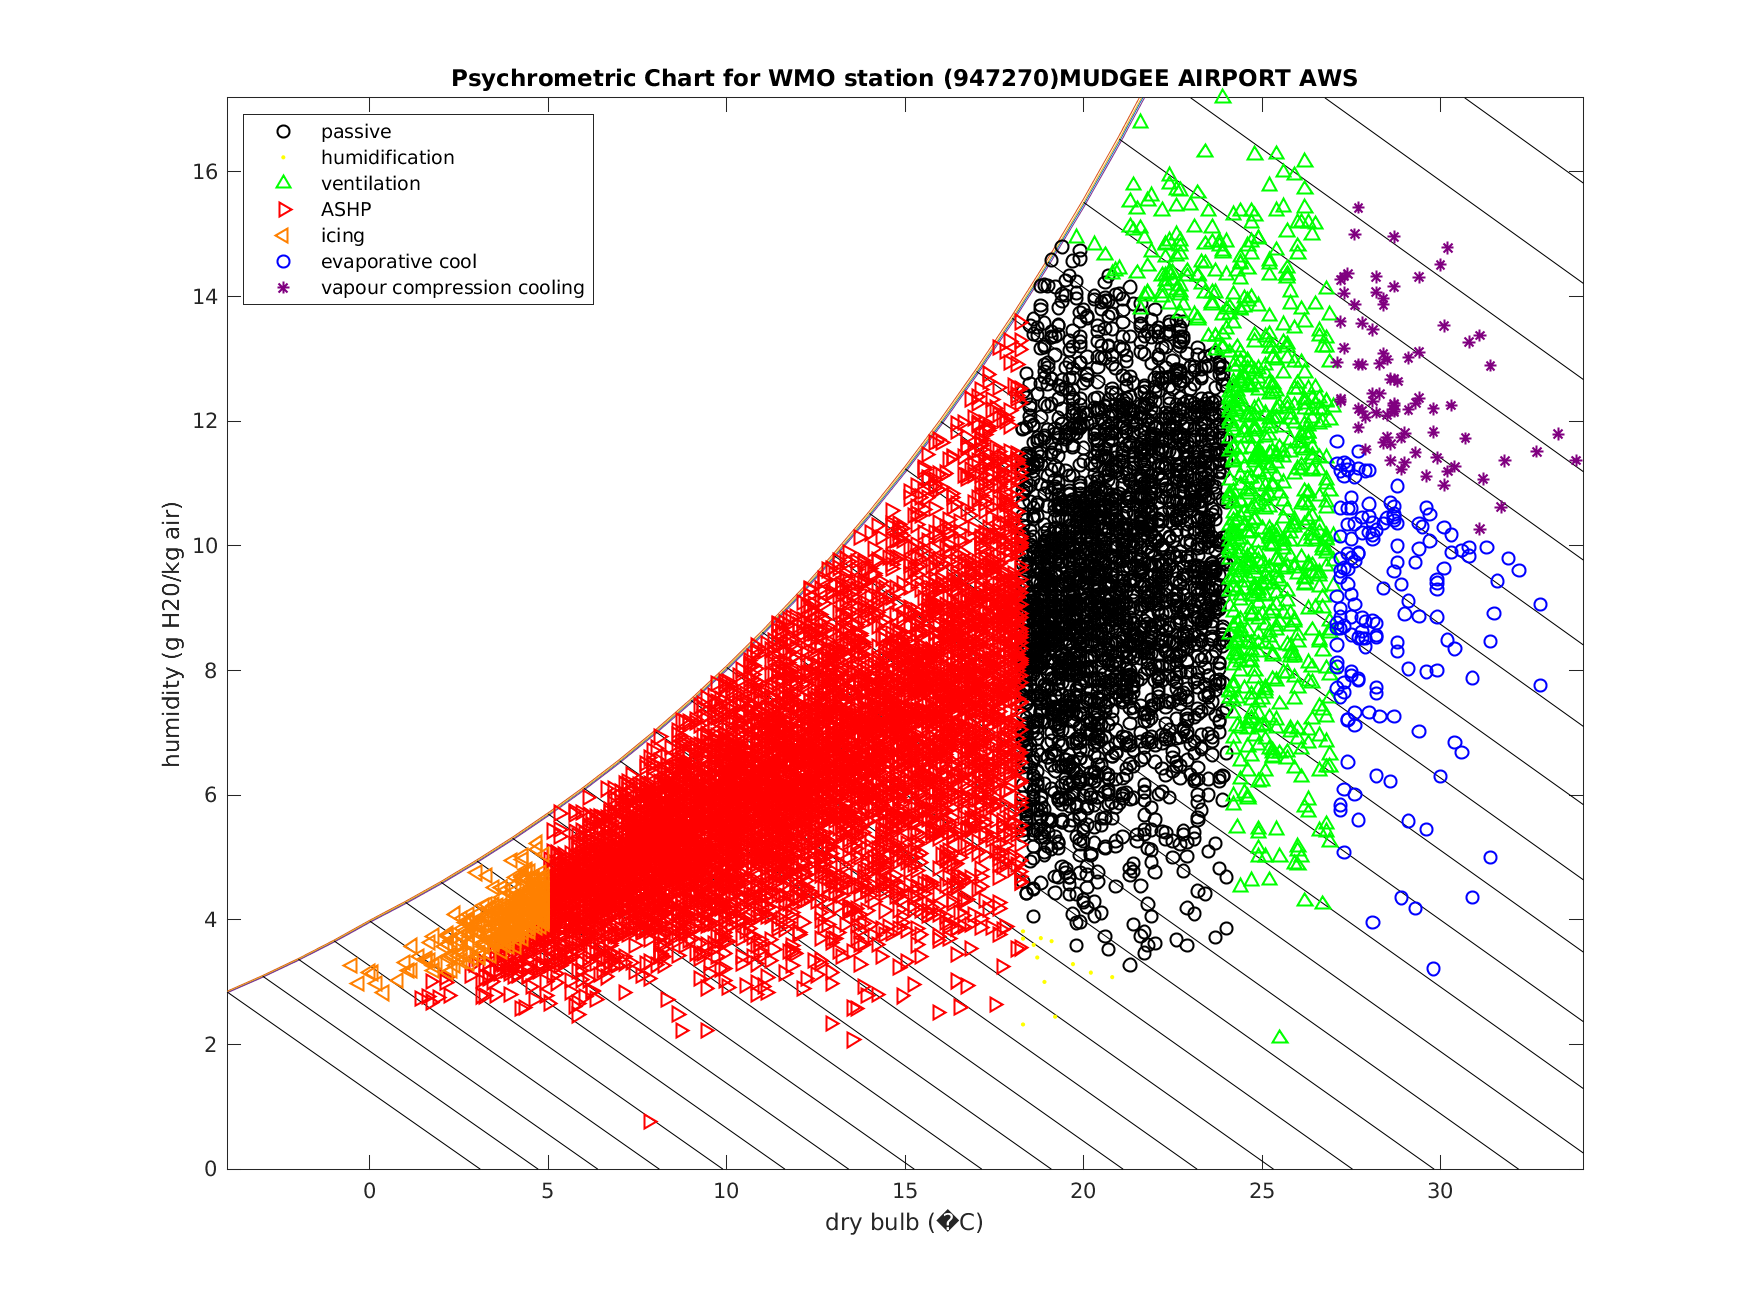 Psychrometric Chart for WMO station (947270)MUDGEE AIRPORT AWS
passive
humidification
ventilation
ASHP
icing
evaporative cool
vapour compression cooling
humidity (g H20/kg air)
16
14
12
10
8
6
4
2
0
0 5 10 15 20 25 30
dry bulb (�C)